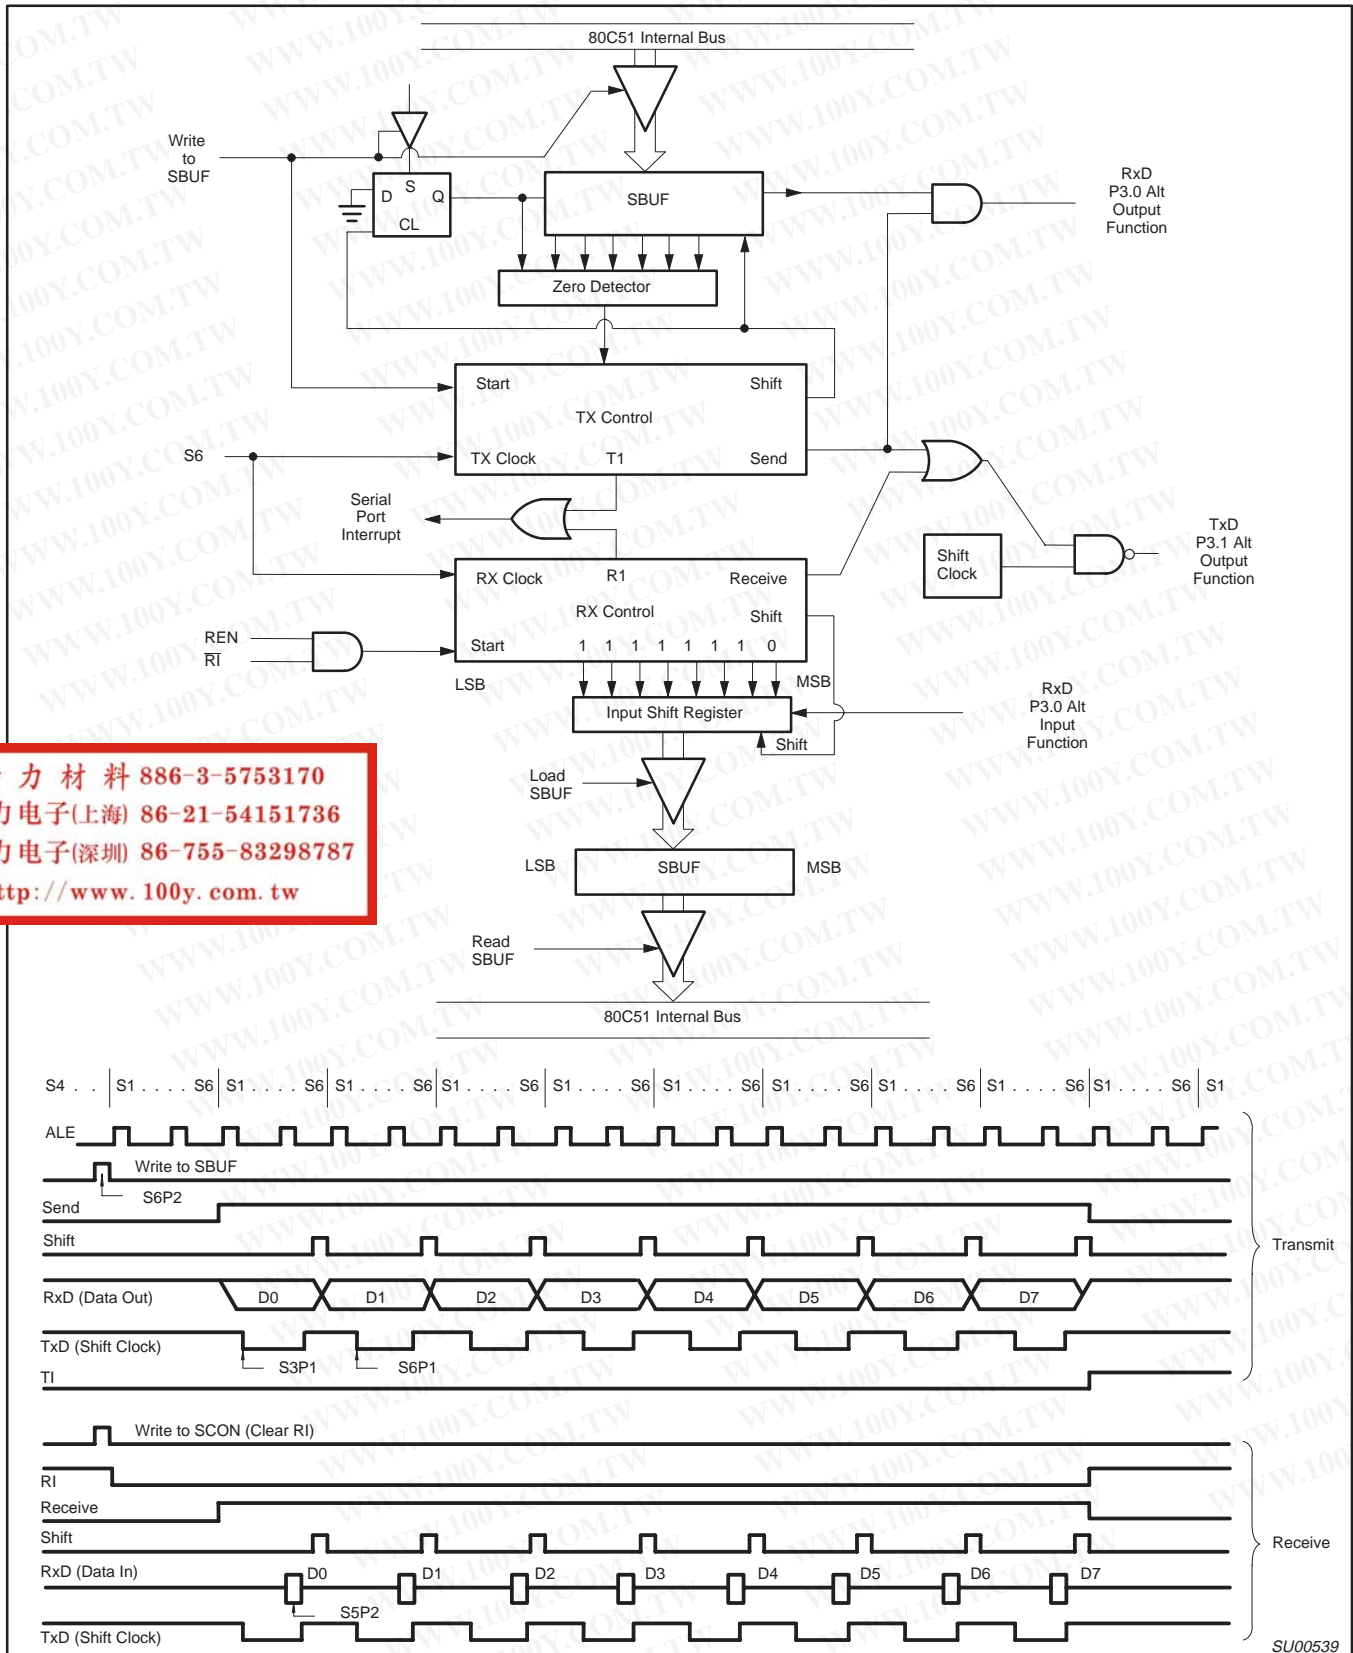 80C51 Internal Bus
Write
to
SBUF
S
D
Q
CL
SBUF
RxD
P3.0 Alt
Output
Function
Zero Detector
Start
Shift
TX Control
S6
TX Clock
T1
Send
Serial
Port
Interrupt
TxD
P3.1 Alt
Output
Function
Shift
Clock
RX Clock
R1
Receive
RX Control
Shift
REN
RI
Start
1 1 1 1 1 1 1 0
LSB
MSB
Input Shift Register
RxD
P3.0 Alt
Input
Function
Shift
力 材 料 886-3-5753170
力电子(上海) 86-21-54151736
力电子(深圳) 86-755-83298787
ttp://www. 100y. com. tw
Load
SBUF
LSB
SBUF
MSB
Read
SBUF
80C51 Internal Bus
S4 . . S1 . . . . S6 S1 . . . . S6 S1 . . . . S6 S1 . . . . S6 S1 . . . . S6 S1 . . . . S6 S1 . . . . S6 S1 . . . . S6 S1 . . . . S6 S1 . . . . S6 S1
ALE
Write to SBUF
S6P2
Send
Shift
Transmit
RxD (Data Out)
D0 D1 D2 D3 D4 D5 D6 D7
TxD (Shift Clock)
S3P1
S6P1
TI
Write to SCON (Clear RI)
RI
Receive
Shift
Receive
RxD (Data In)
D0 D1 D2 D3 D4 D5 D6 D7
S5P2
TxD (Shift Clock)
SU00539
WWW.100Y.COM.TW